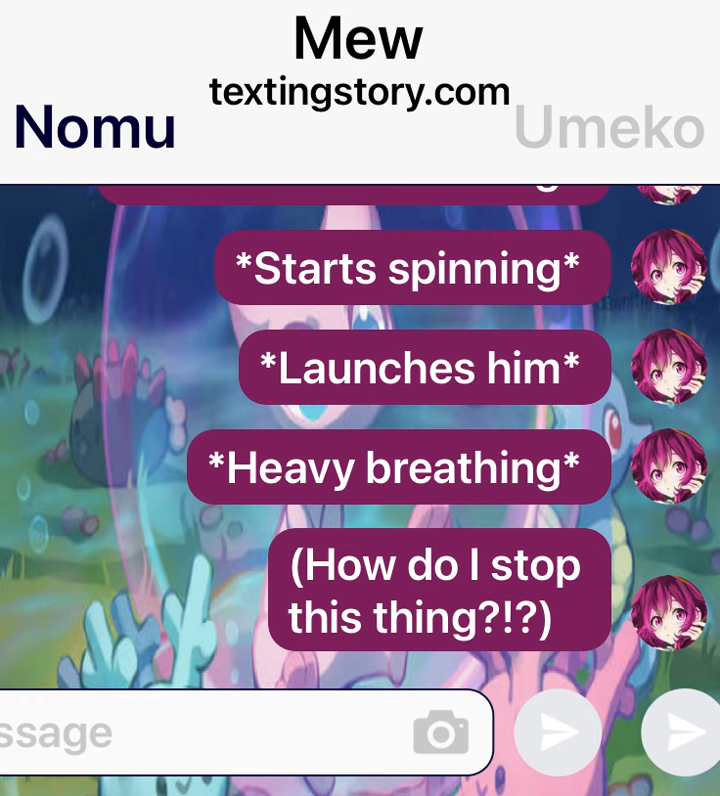 Mew
textingstory.com
Nomu
Umeko
*Starts spinning*
*Launches him*
*Heavy breathing*
(How do I stop
this thing?!?)
ssage